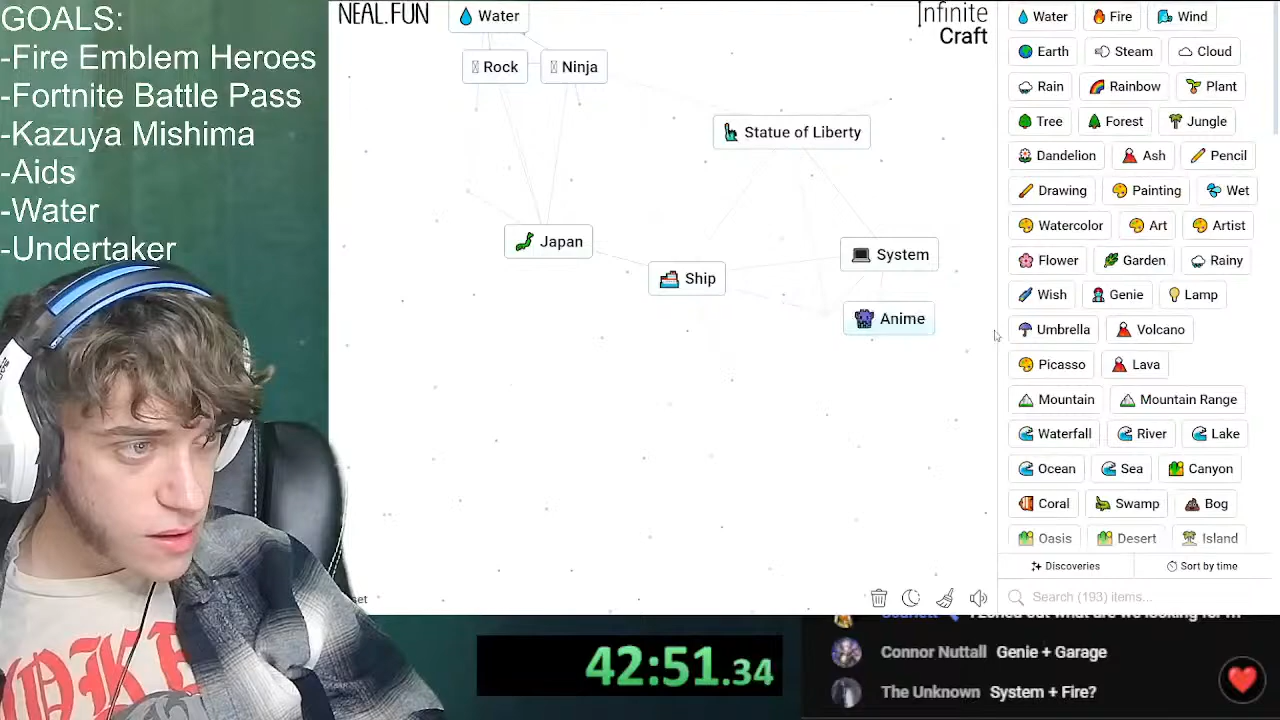 GOALS:
-Fire Emblem Heroes
-Fortnite Battle Pass
-Kazuya Mishima
-Aids
-Water
-Undertaker
NEAL.FUN
Infinite
Craft
Water
Rock
Ninja
Statue of Liberty
Japan
Ship
System
Anime
Water Fire Wind
Earth Steam Cloud
Rain Rainbow Plant
Tree Forest Jungle
Dandelion Ash Pencil
Drawing Painting Wet
Watercolor Art Artist
Flower Garden Rainy
Wish Genie Lamp
Umbrella Volcano
Picasso Lava
Mountain Mountain Range
Waterfall River Lake
Ocean Sea Canyon
Coral Swamp Bog
Oasis Desert Island
Discoveries Sort by time
Search (193) items...
42:51.34
Connor Nuttall Genie + Garage
The Unknown System + Fire?